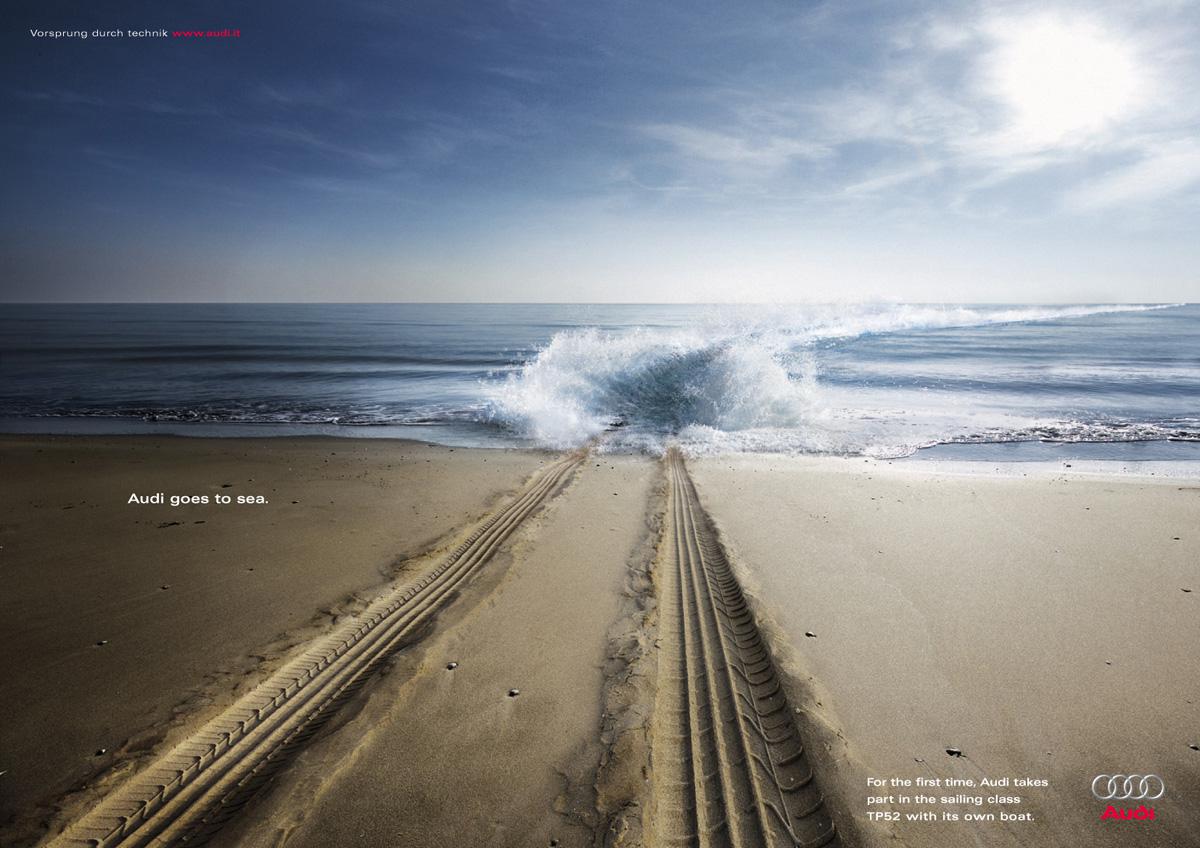 Vorsprung durch technik www.audi.it
Audi goes to sea.
For the first time, Audi takes
part in the sailing class
TP52 with its own boat.
Audi